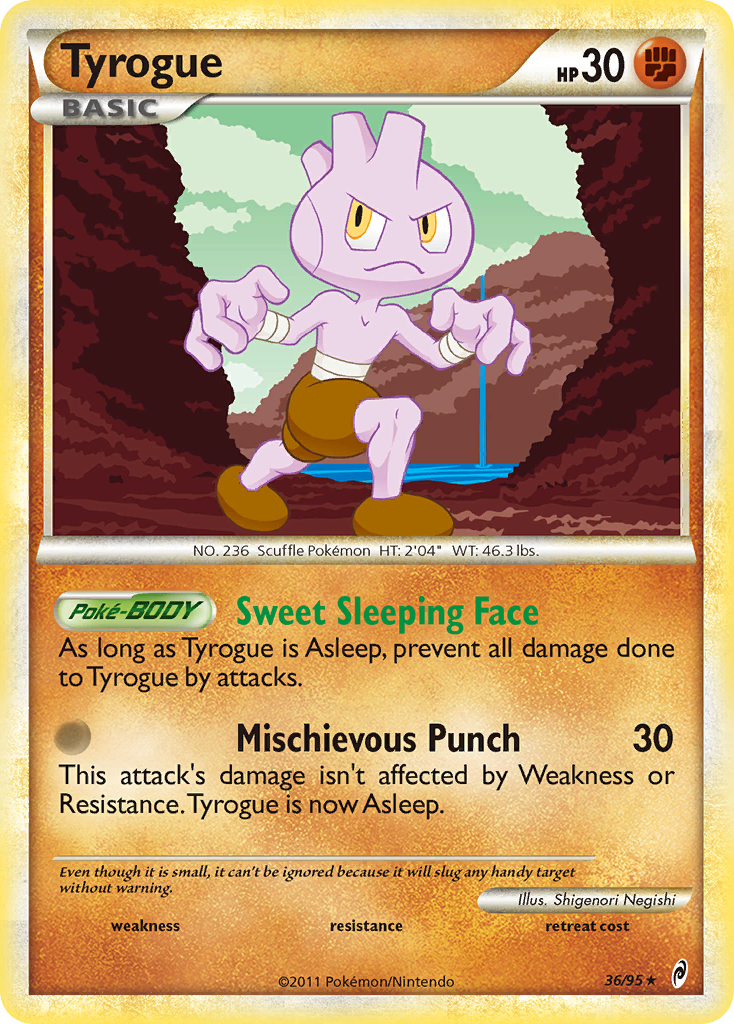 Tyrogue
HP 30
BASIC
NO. 236 Scuffle Pokémon HT: 2'04" WT: 46.3 lbs.
Poké-BODY Sweet Sleeping Face
As long as Tyrogue is Asleep, prevent all damage done
to Tyrogue by attacks.
Mischievous Punch 30
This attack's damage isn't affected by Weakness or
Resistance. Tyrogue is now Asleep.
Even though it is small, it can't be ignored because it will slug any handy target
without warning.
Illus. Shigenori Negishi
weakness resistance retreat cost
©2011 Pokémon/Nintendo 36/95 ★